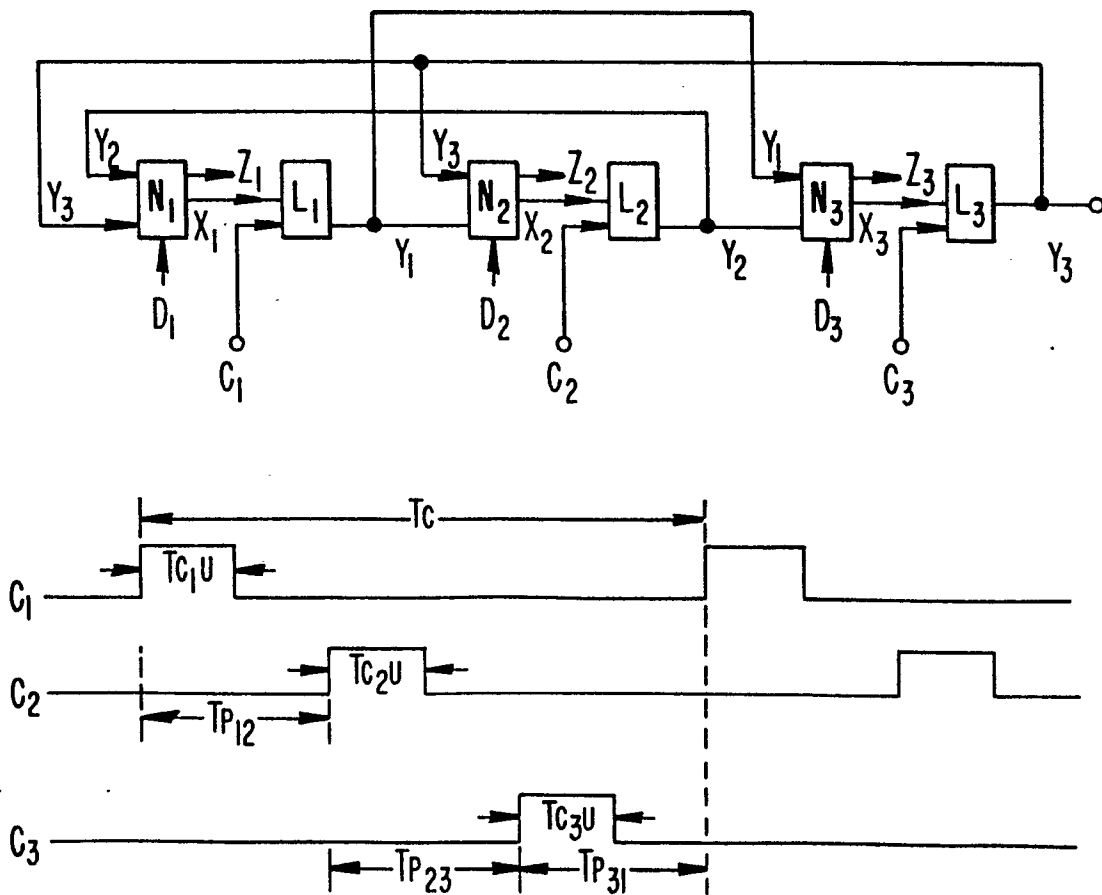 Y2 N1 Z1 L1 Y3 N2 Z2 L2 Y1 N3 Z3 L3
Y3 X1 Y1 X2 Y2 X3 Y3
D1 D2 D3
C1 C2 C3
TC
C1 TC1U
C2 TC2U
TP12
C3 TC3U
TP23 TP31